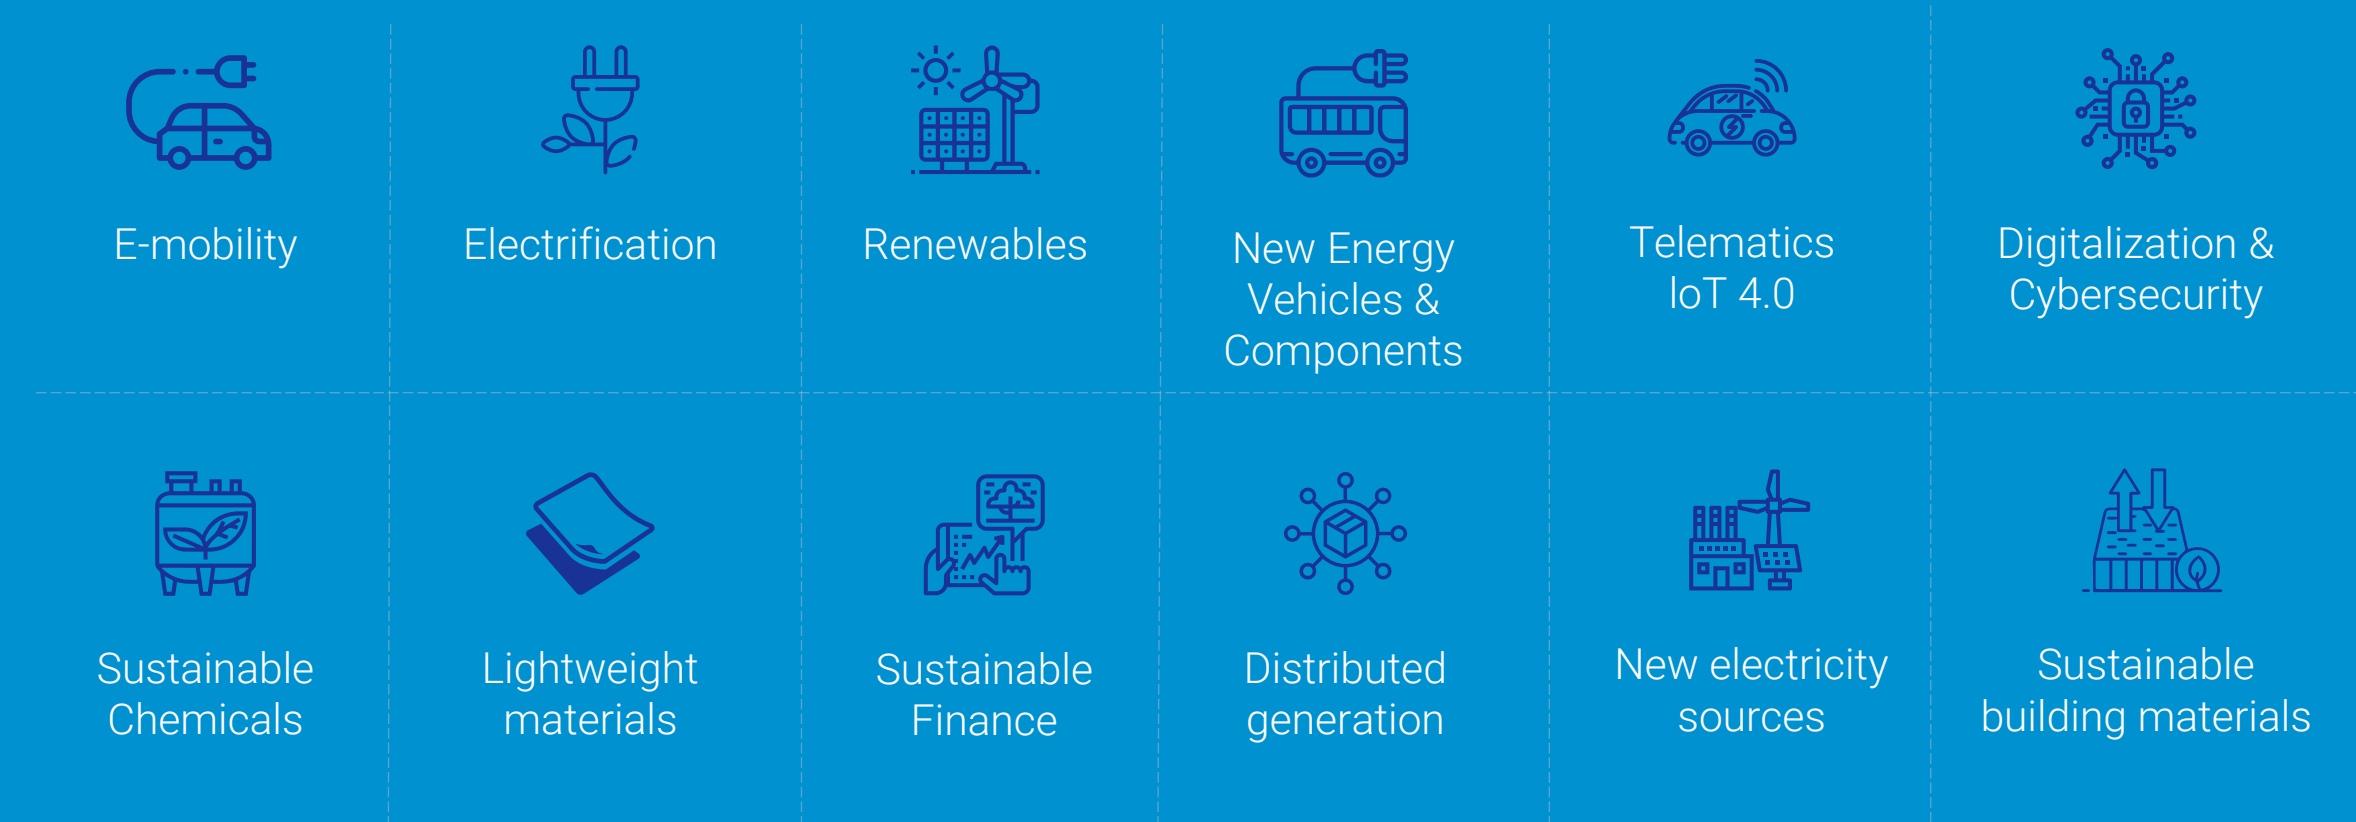 E-mobility
Electrification
Renewables
New Energy
Vehicles &
Components
Telematics
IoT 4.0
Digitalization &
Cybersecurity
Sustainable
Chemicals
Lightweight
materials
Sustainable
Finance
Distributed
generation
New electricity
sources
Sustainable
building materials